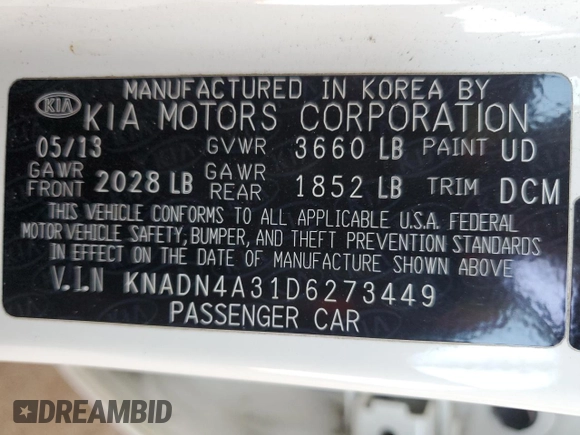 MANUFACTURED IN KOREA BY
KIA KIA MOTORS CORPORATION
05/13 GVWR 3660 LB PAINT UD
GAWR FRONT 2028 LB GAWR REAR 1852 LB TRIM DCM
THIS VEHICLE CONFORMS TO ALL APPLICABLE U.S.A. FEDERAL
MOTOR VEHICLE SAFETY, BUMPER, AND THEFT PREVENTION STANDARDS
IN EFFECT ON THE DATE OF MANUFACTURE SHOWN ABOVE
V.I.N KNADN4A31D6273449
PASSENGER CAR
DREAMBID